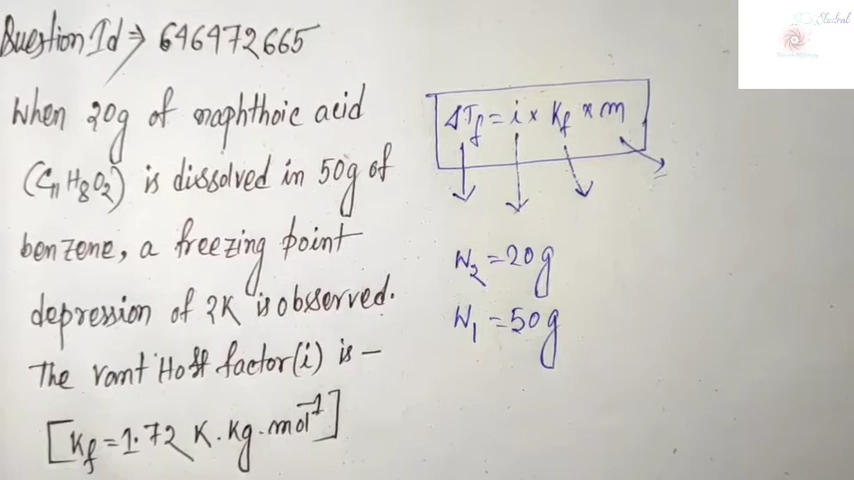 Question Id ⇒ 646472665
When 20g of naphthoic acid
(C11H8O2) is dissolved in 50g of
benzene, a freezing point
depression of 2K is observed.
The vant Hoff factor(i) is —
[Kf = 1.72 K.kg.mol-1]
ΔTf = i × Kf × m
W2 = 20g
W1 = 50g